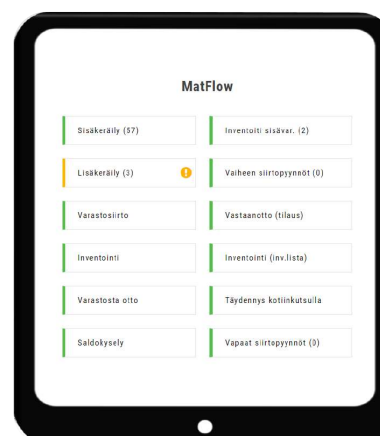 MatFlow
Sisäkeräily (57)
Inventoiti sisävar. (2)
Lisäkeräily (3)
Vaiheen siirtopyynnöt (0)
Varastosiirto
Vastaanotto (tilaus)
Inventointi
Inventointi (inv.lista)
Varastosta otto
Täydennys kotiinkutsulla
Saldokysely
Vapaat siirtopyynnöt (0)